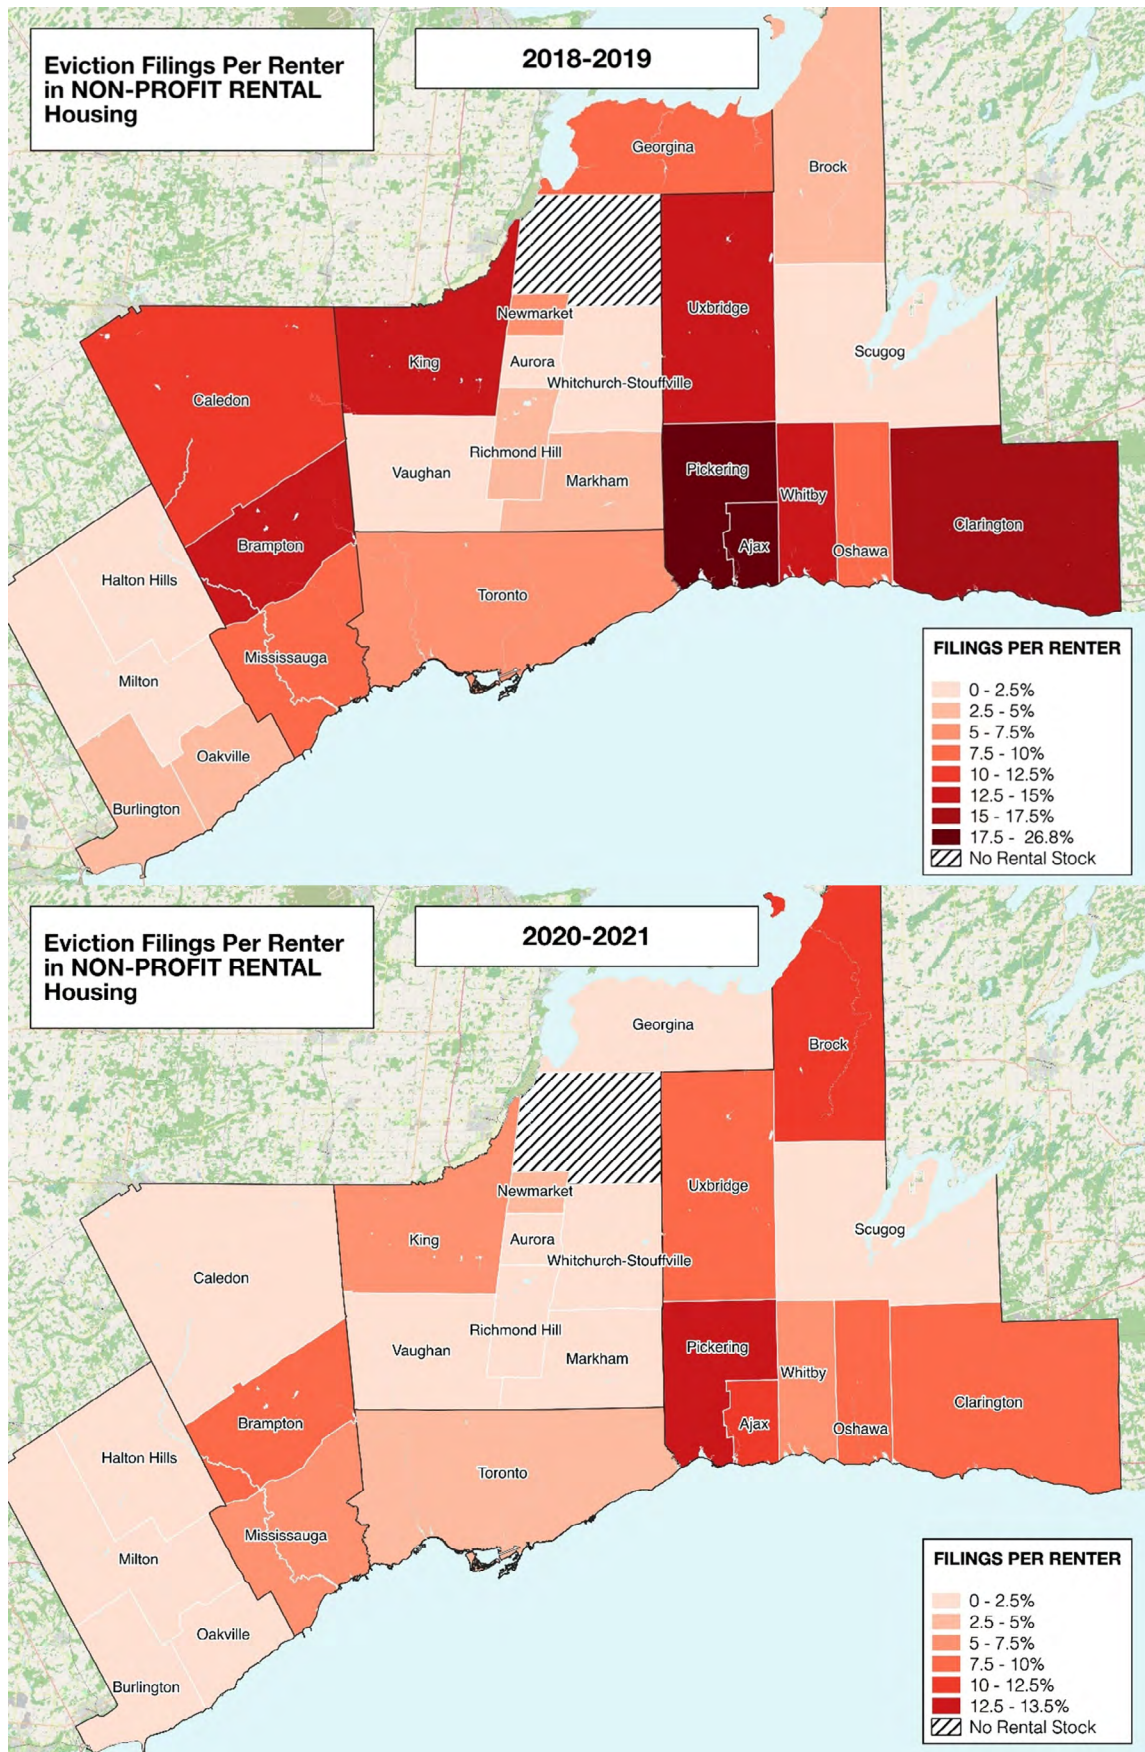 Eviction Filings Per Renter
in NON-PROFIT RENTAL
Housing
2018-2019
Georgina
Brock
Uxbridge
Newmarket
King
Aurora
Scugog
Whitchurch-Stouffville
Caledon
Richmond Hill
Vaughan
Markham
Pickering
Whitby
Clarington
Brampton
Ajax
Oshawa
Halton Hills
Toronto
Mississauga
Milton
Oakville
Burlington
FILINGS PER RENTER
0 - 2.5%
2.5 - 5%
5 - 7.5%
7.5 - 10%
10 - 12.5%
12.5 - 15%
15 - 17.5%
17.5 - 26.8%
No Rental Stock
Eviction Filings Per Renter
in NON-PROFIT RENTAL
Housing
2020-2021
Georgina
Brock
Uxbridge
Newmarket
King
Aurora
Scugog
Whitchurch-Stouffville
Caledon
Richmond Hill
Vaughan
Markham
Pickering
Whitby
Clarington
Brampton
Ajax
Oshawa
Halton Hills
Toronto
Mississauga
Milton
Oakville
Burlington
FILINGS PER RENTER
0 - 2.5%
2.5 - 5%
5 - 7.5%
7.5 - 10%
10 - 12.5%
12.5 - 13.5%
No Rental Stock